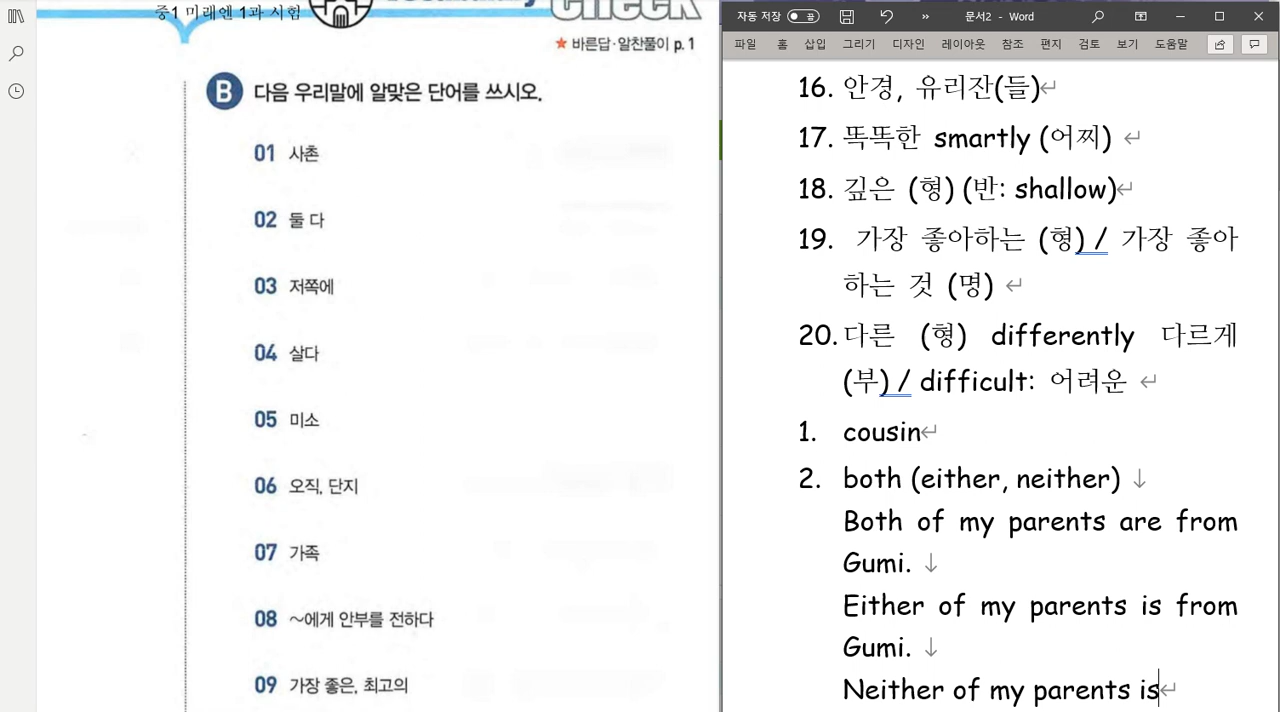 중1 미래엔 1과 시험
Check
★ 바른답·알찬풀이 p. 1
B 다음 우리말에 알맞은 단어를 쓰시오.
01 사촌
02 둘 다
03 저쪽에
04 살다
05 미소
06 오직, 단지
07 가족
08 ~에게 안부를 전하다
09 가장 좋은, 최고의
자동 저장 끔 문서2 - Word
파일 홈 삽입 그리기 디자인 레이아웃 참조 편지 검토 보기 도움말
16. 안경, 유리잔(들)
17. 똑똑한 smartly (어찌)
18. 깊은 (형) (반: shallow)
19. 가장 좋아하는 (형) / 가장 좋아
하는 것 (명)
20. 다른 (형) differently 다르게
(부) / difficult: 어려운
1. cousin
2. both (either, neither)
Both of my parents are from
Gumi.
Either of my parents is from
Gumi.
Neither of my parents is